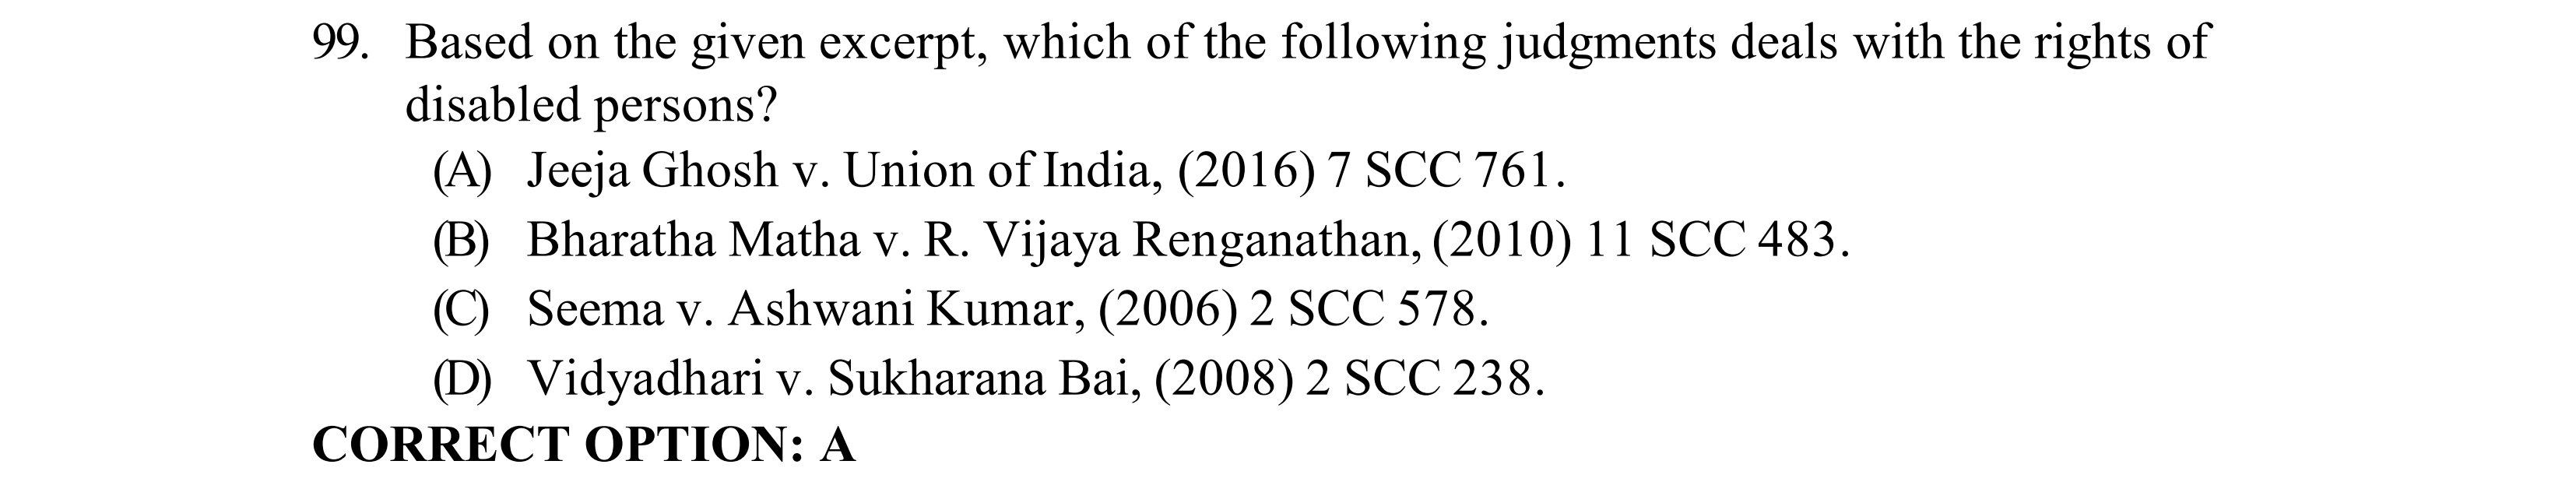 99. Based on the given excerpt, which of the following judgments deals with the rights of
disabled persons?
(A) Jeeja Ghosh v. Union of India, (2016) 7 SCC 761.
(B) Bharatha Matha v. R. Vijaya Renganathan, (2010) 11 SCC 483.
(C) Seema v. Ashwani Kumar, (2006) 2 SCC 578.
(D) Vidyadhari v. Sukharana Bai, (2008) 2 SCC 238.
CORRECT OPTION: A